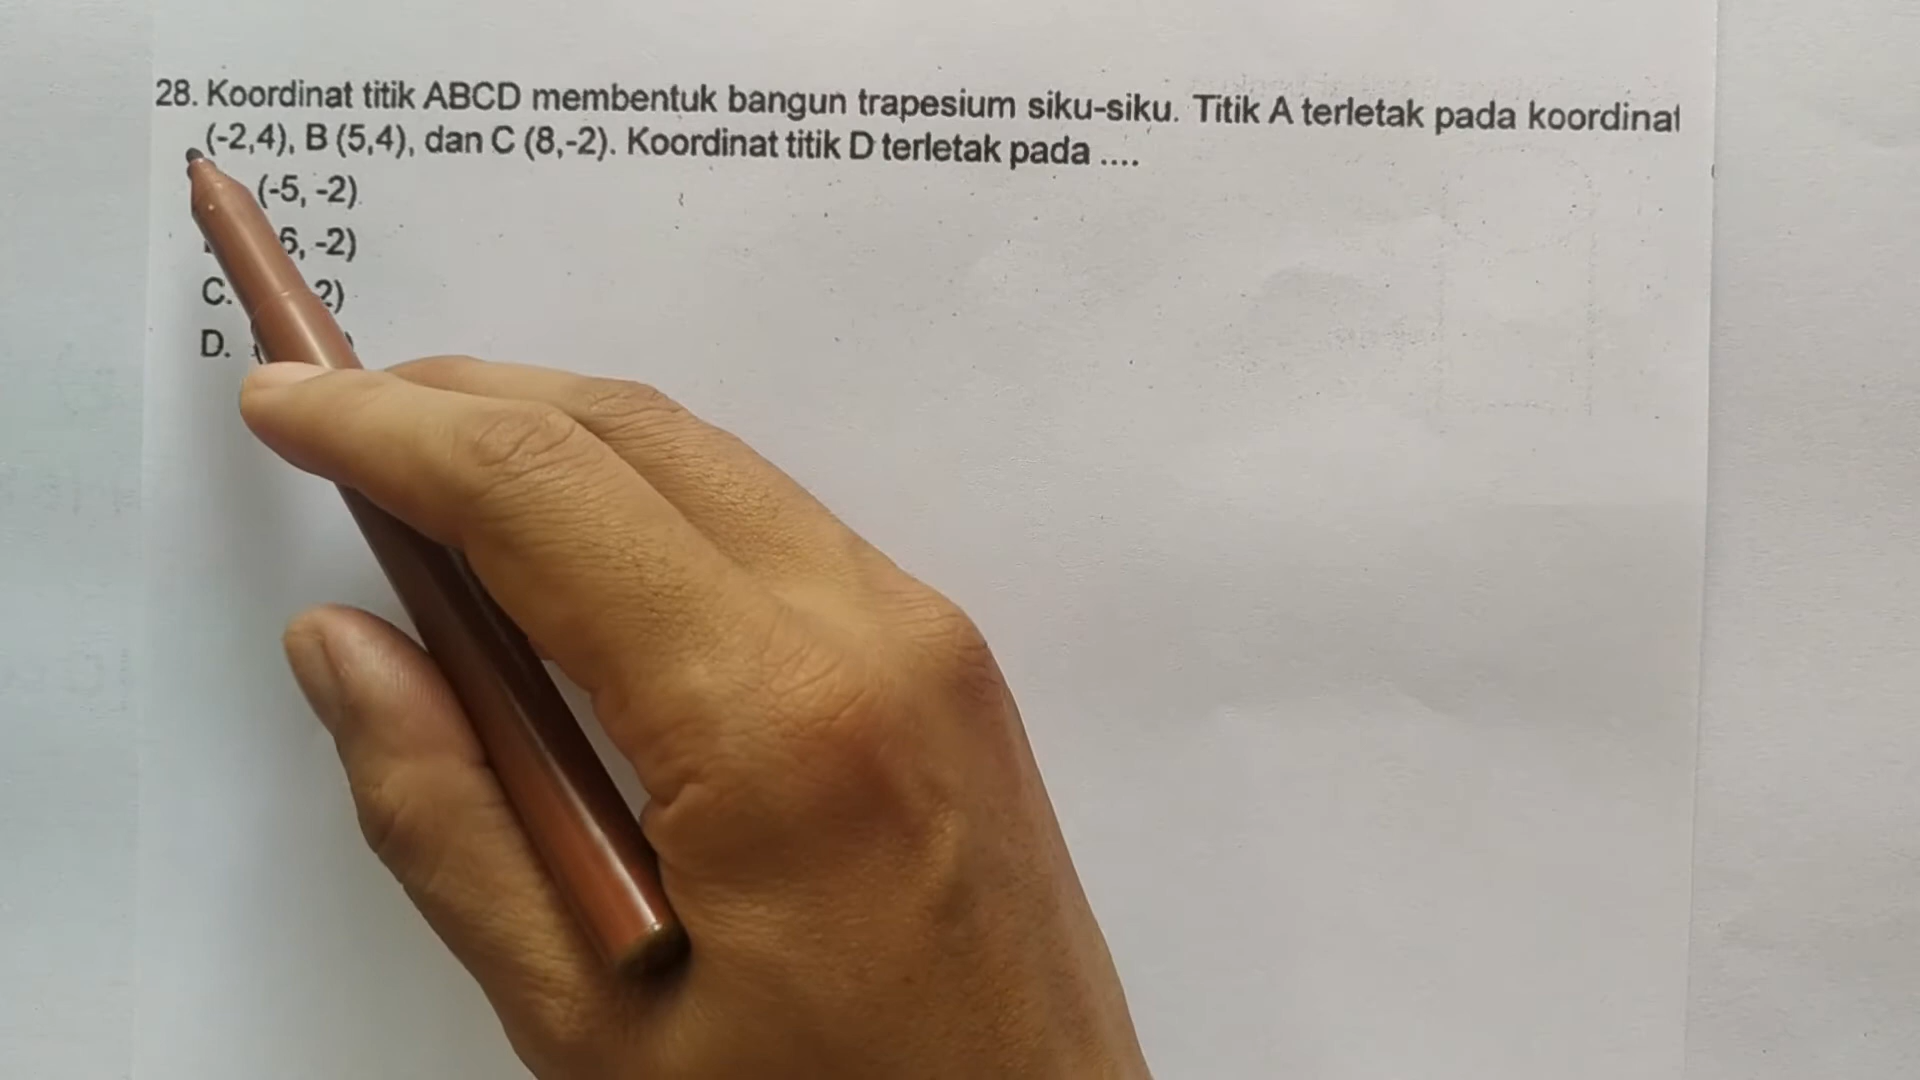 28. Koordinat titik ABCD membentuk bangun trapesium siku-siku. Titik A terletak pada koordinat
(-2,4), B (5,4), dan C (8,-2). Koordinat titik D terletak pada ....
(-5, -2)
6, -2)
C. 2)
D.